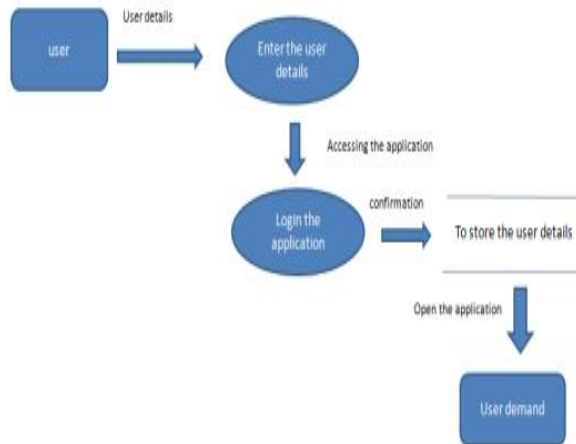 User details
user
Enter the user
details
Accessing the application
Login the
application
confirmation
To store the user details
Open the application
User demand